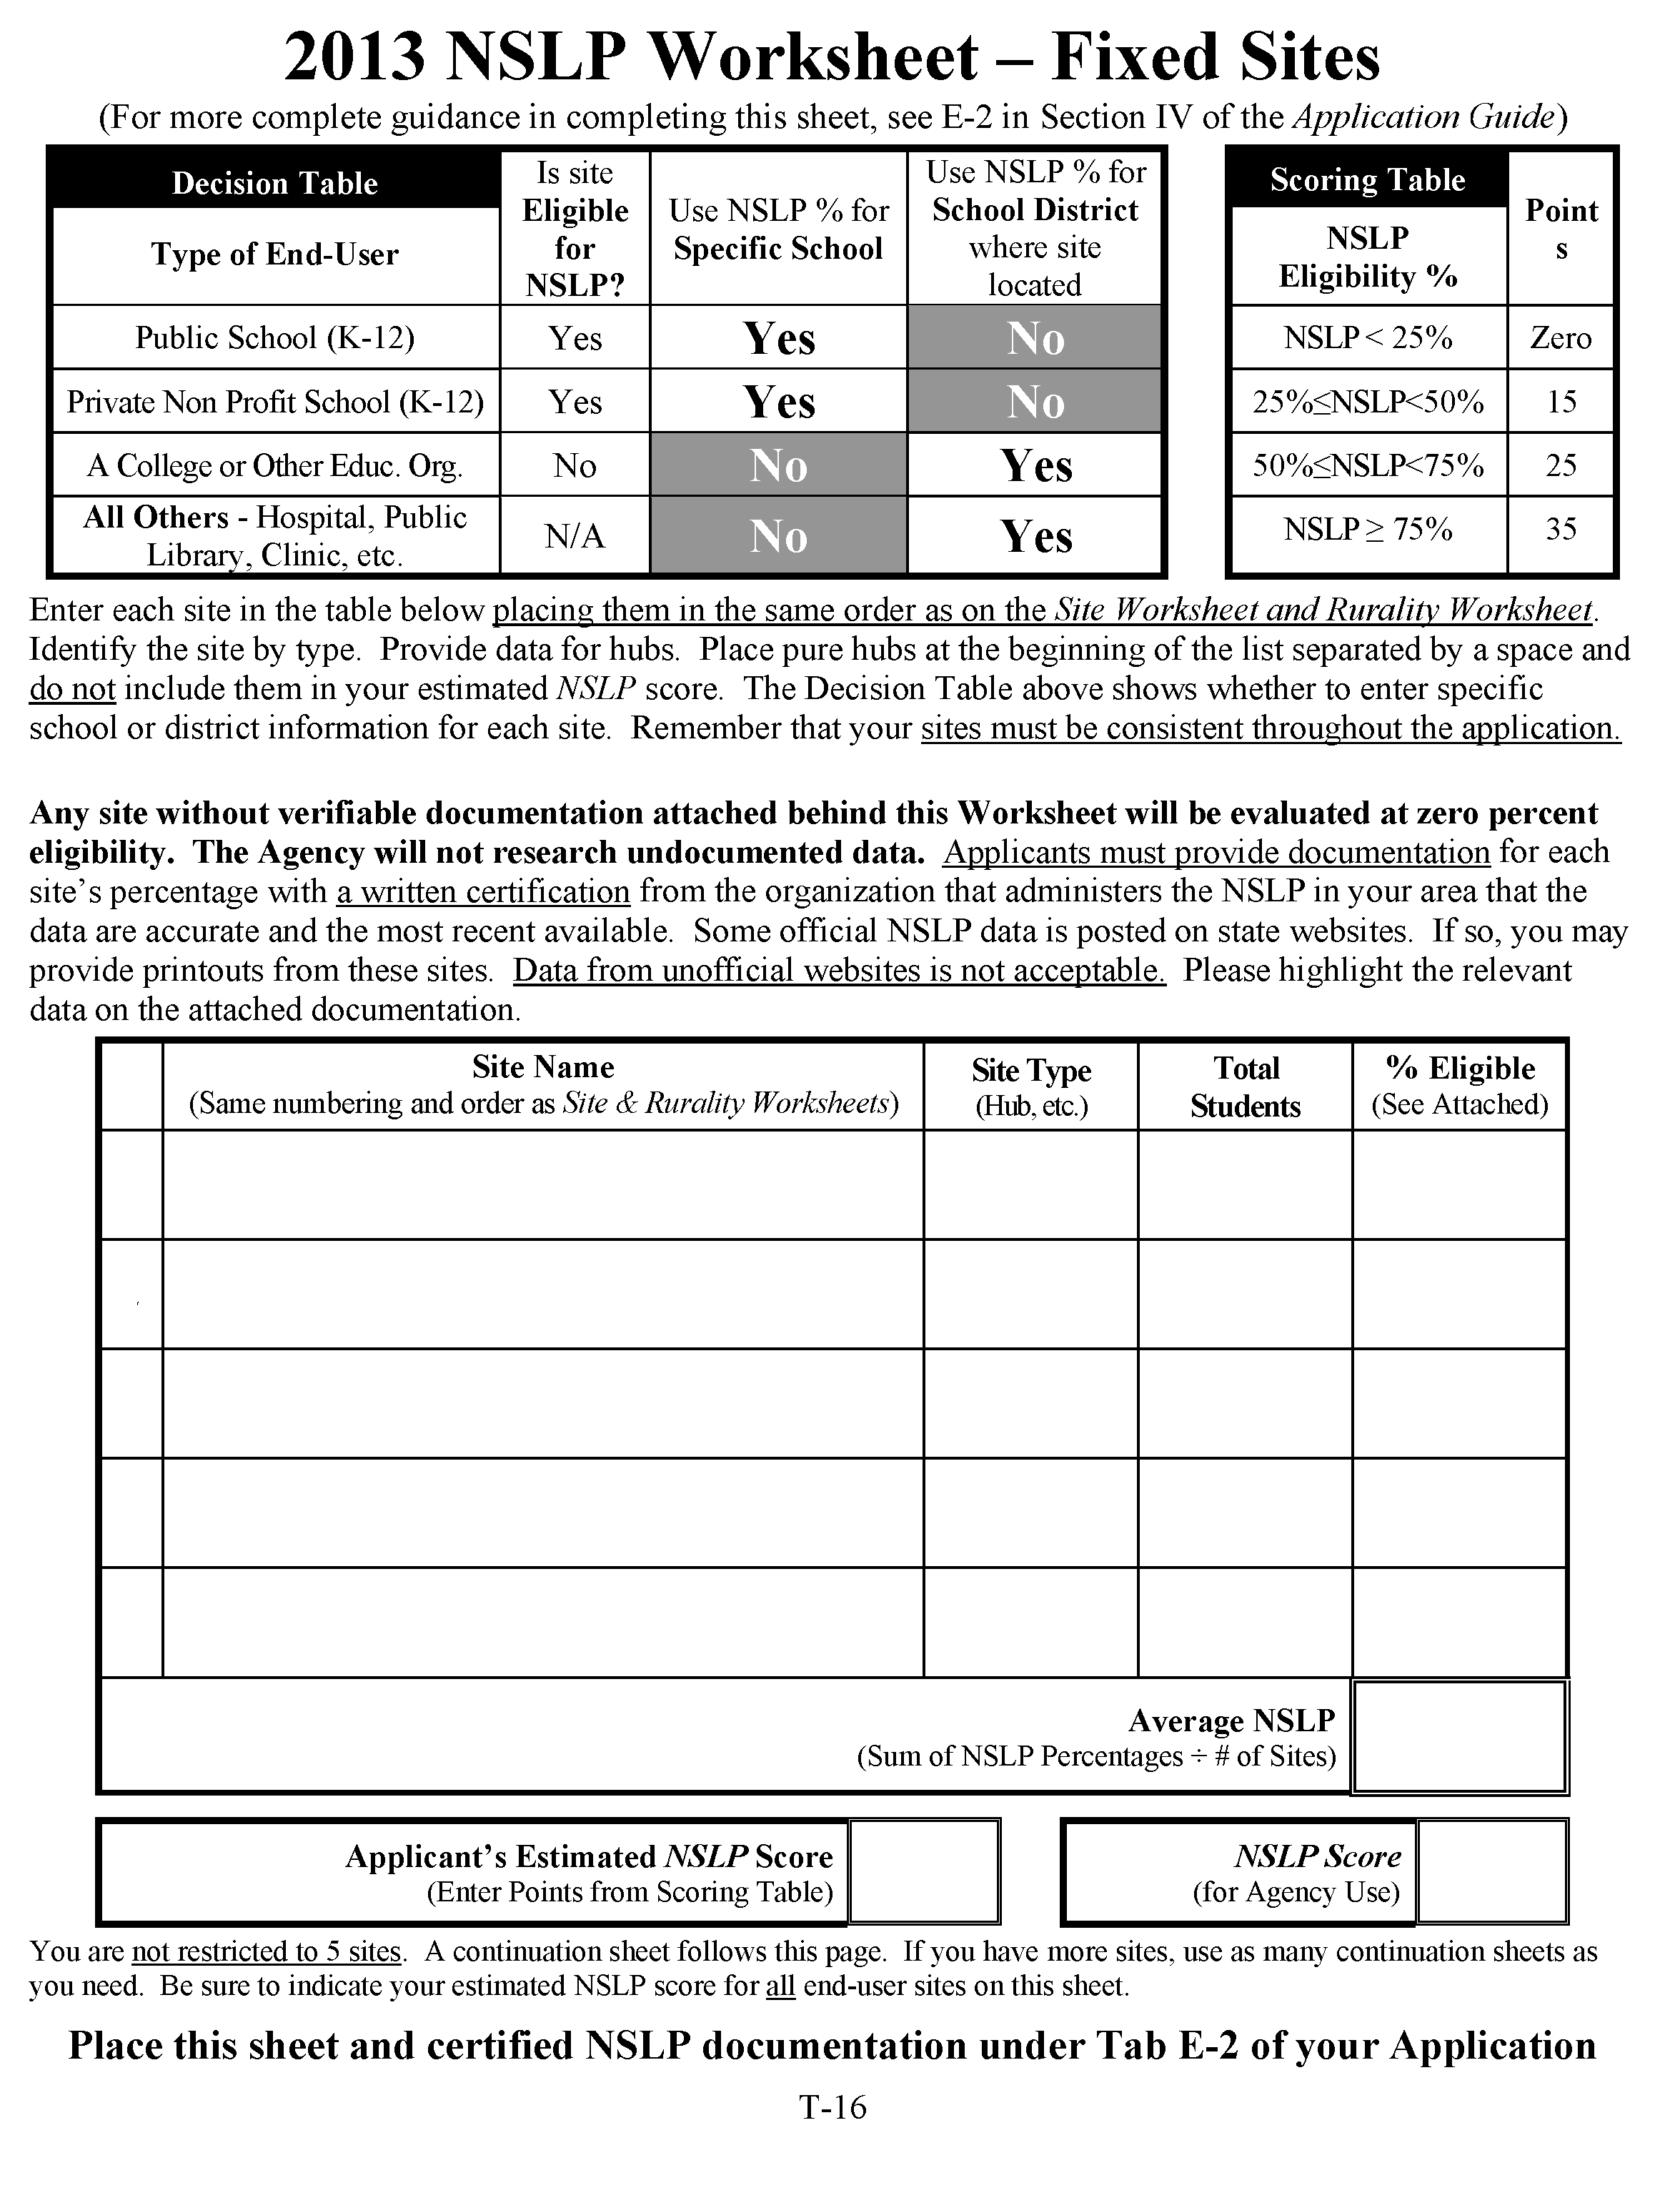 2013 NSLP Worksheet – Fixed Sites
(For more complete guidance in completing this sheet, see E-2 in Section IV of the Application Guide)
Decision Table
Type of End-User
Is site
Eligible
for
NSLP?
Use NSLP % for
Specific School
Use NSLP % for
School District
where site
located
Public School (K-12) Yes Yes No
Private Non Profit School (K-12) Yes Yes No
A College or Other Educ. Org. No No Yes
All Others - Hospital, Public
Library, Clinic, etc.
N/A No Yes
Scoring Table
NSLP
Eligibility %
Point
s
NSLP < 25% Zero
25%≤NSLP<50% 15
50%≤NSLP<75% 25
NSLP ≥ 75% 35
Enter each site in the table below placing them in the same order as on the Site Worksheet and Rurality Worksheet.
Identify the site by type. Provide data for hubs. Place pure hubs at the beginning of the list separated by a space and
do not include them in your estimated NSLP score. The Decision Table above shows whether to enter specific
school or district information for each site. Remember that your sites must be consistent throughout the application.
Any site without verifiable documentation attached behind this Worksheet will be evaluated at zero percent
eligibility. The Agency will not research undocumented data. Applicants must provide documentation for each
site’s percentage with a written certification from the organization that administers the NSLP in your area that the
data are accurate and the most recent available. Some official NSLP data is posted on state websites. If so, you may
provide printouts from these sites. Data from unofficial websites is not acceptable. Please highlight the relevant
data on the attached documentation.
Site Name
(Same numbering and order as Site & Rurality Worksheets)
Site Type
(Hub, etc.)
Total
Students
% Eligible
(See Attached)
Average NSLP
(Sum of NSLP Percentages ÷ # of Sites)
Applicant’s Estimated NSLP Score
(Enter Points from Scoring Table)
NSLP Score
(for Agency Use)
You are not restricted to 5 sites. A continuation sheet follows this page. If you have more sites, use as many continuation sheets as
you need. Be sure to indicate your estimated NSLP score for all end-user sites on this sheet.
Place this sheet and certified NSLP documentation under Tab E-2 of your Application
T-16